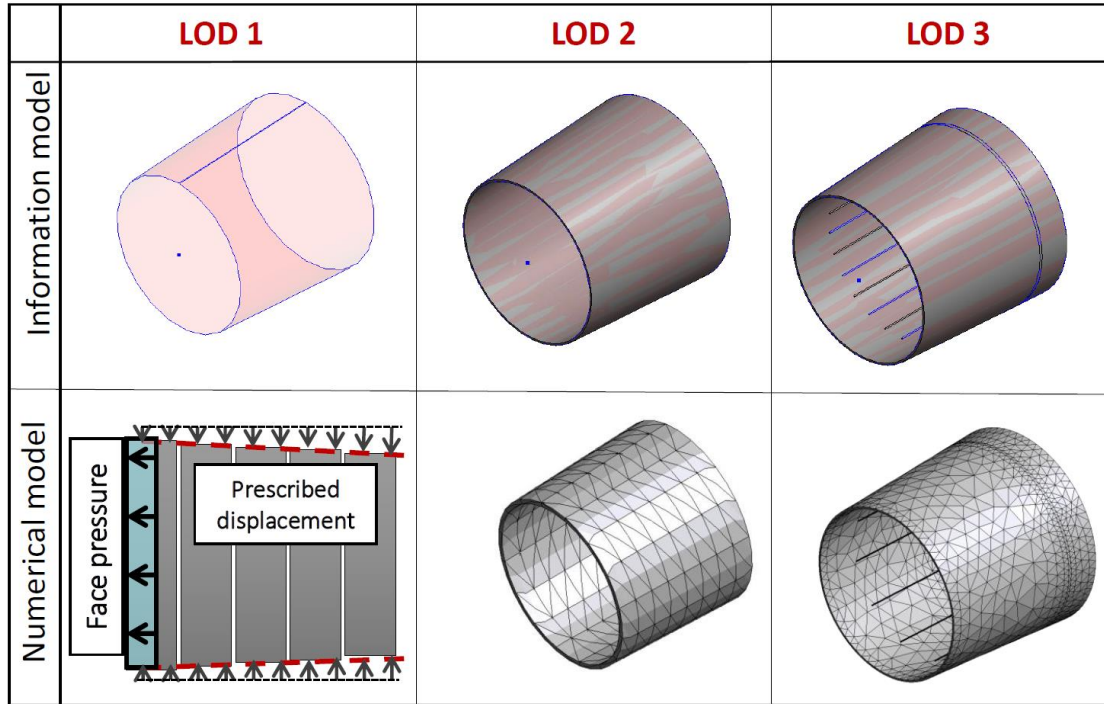 LOD 1
LOD 2
LOD 3
Information model
Numerical model
Face pressure
Prescribed
displacement